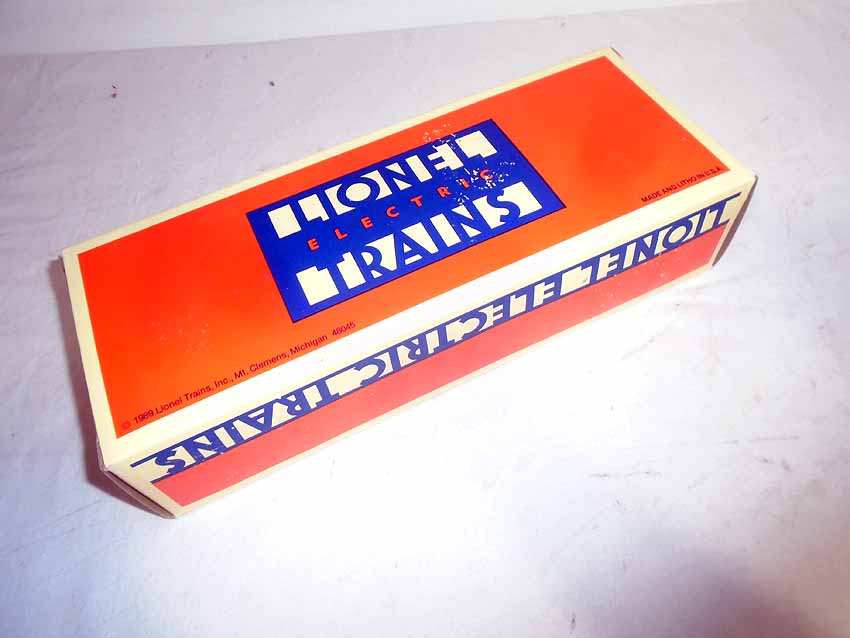 LIONEL
ELECTRIC
TRAINS
MADE AND LITHO IN U.S.A.
© 1989 Lionel Trains, Inc., Mt. Clemens, Michigan 48045
LIONEL ELECTRIC TRAINS